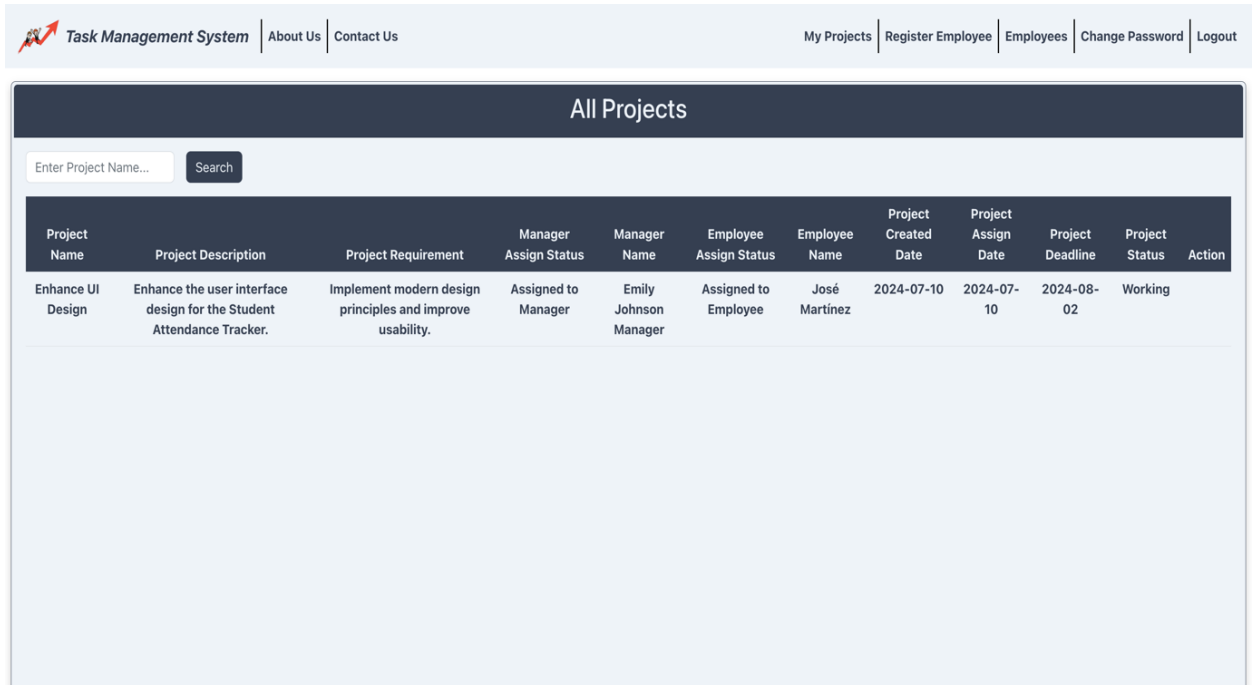 Task Management System About Us Contact Us My Projects Register Employee Employees Change Password Logout
All Projects
Enter Project Name... Search
Project Name Project Description Project Requirement Manager Assign Status Manager Name Employee Assign Status Employee Name Project Created Date Project Assign Date Project Deadline Project Status Action
Enhance UI Design Enhance the user interface design for the Student Attendance Tracker. Implement modern design principles and improve usability. Assigned to Manager Emily Johnson Manager Assigned to Employee José Martínez 2024-07-10 2024-07-10 2024-08-02 Working